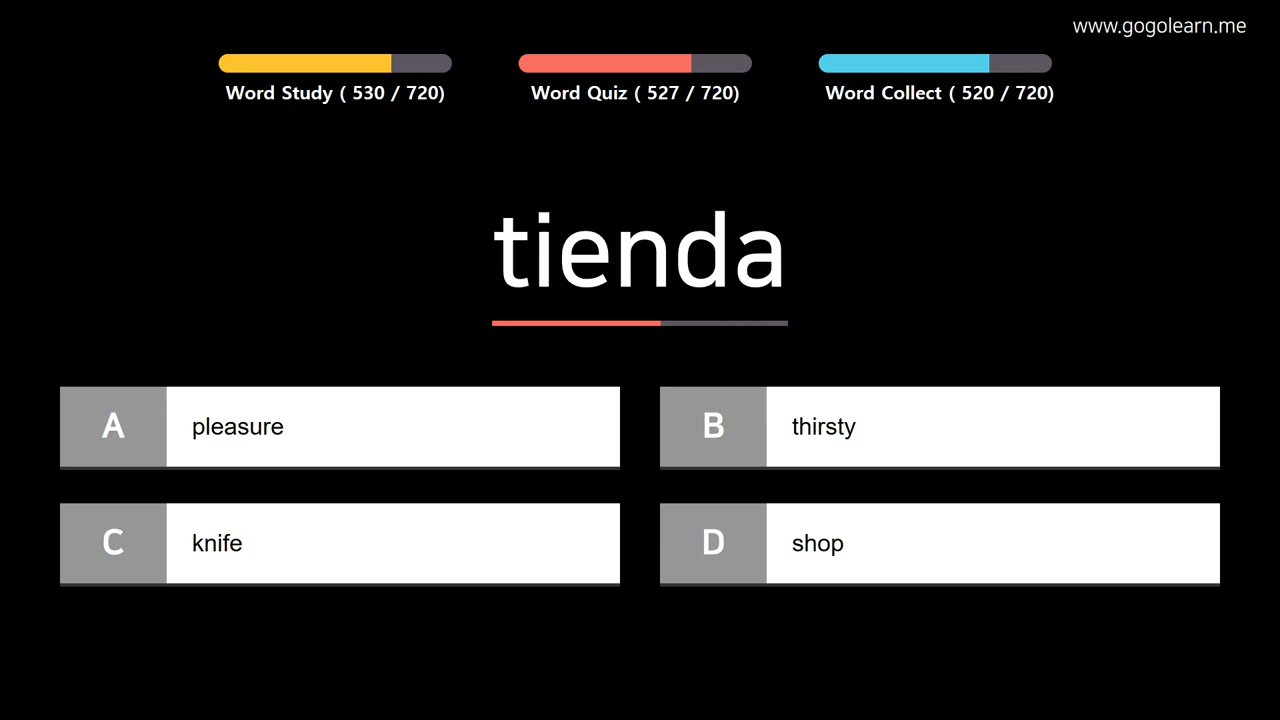 www.gogolearn.me
Word Study ( 530 / 720)
Word Quiz ( 527 / 720)
Word Collect ( 520 / 720)
tienda
A pleasure
B thirsty
C knife
D shop